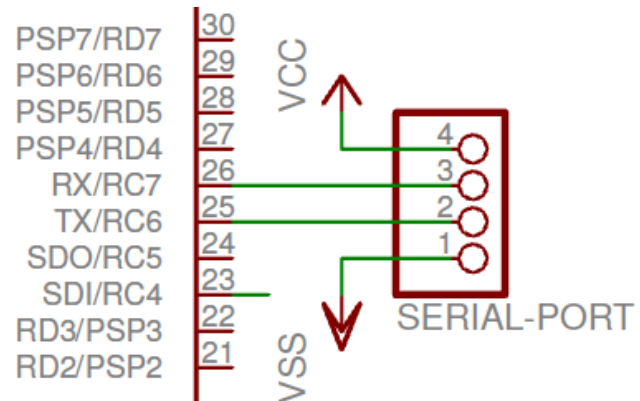 PSP7/RD7 30
PSP6/RD6 29
PSP5/RD5 28
PSP4/RD4 27
RX/RC7 26
TX/RC6 25
SDO/RC5 24
SDI/RC4 23
RD3/PSP3 22
RD2/PSP2 21
VCC
VSS
4
3
2
1
SERIAL-PORT